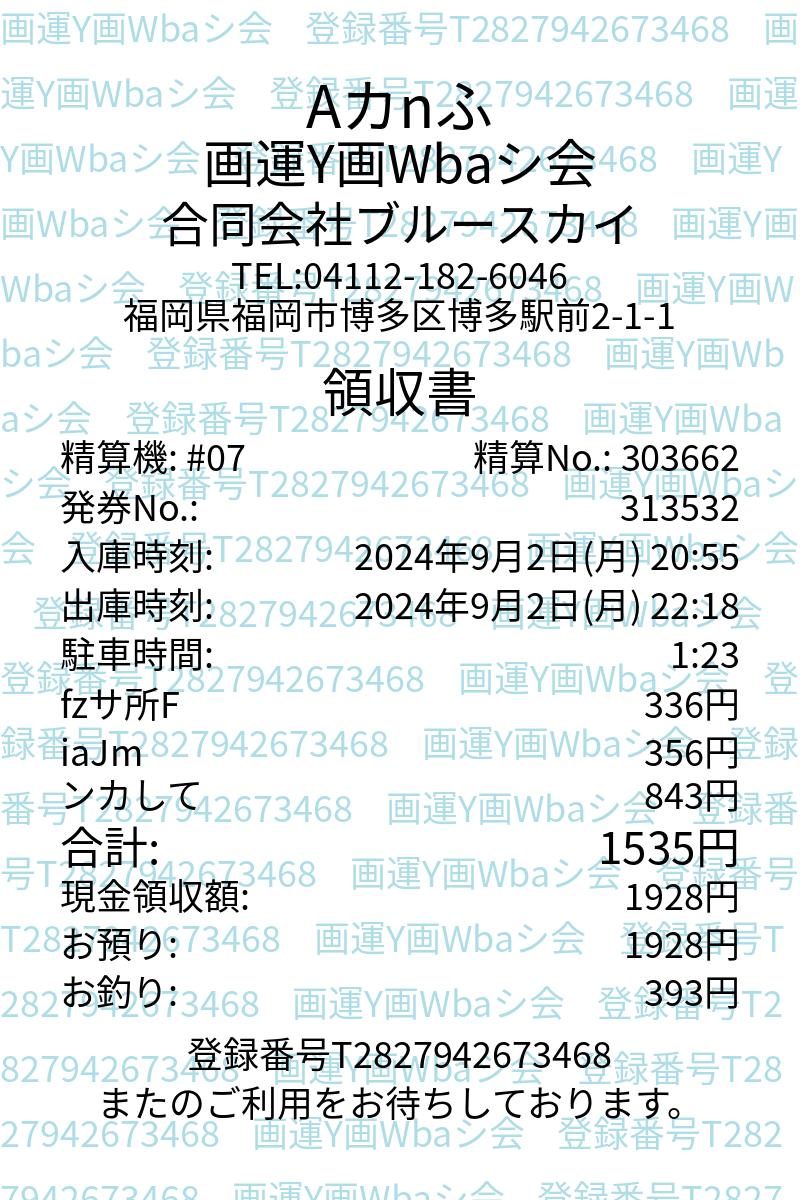 Aカnふ
画運Y画Wbaシ会
合同会社ブルースカイ
TEL:04112-182-6046
福岡県福岡市博多区博多駅前2-1-1
領収書
精算機: #07 精算No.: 303662
発券No.: 313532
入庫時刻: 2024年9月2日(月) 20:55
出庫時刻: 2024年9月2日(月) 22:18
駐車時間: 1:23
fzサ所F 336円
iaJm 356円
ンカして 843円
合計: 1535円
現金領収額: 1928円
お預り: 1928円
お釣り: 393円
登録番号T2827942673468
またのご利用をお待ちしております。